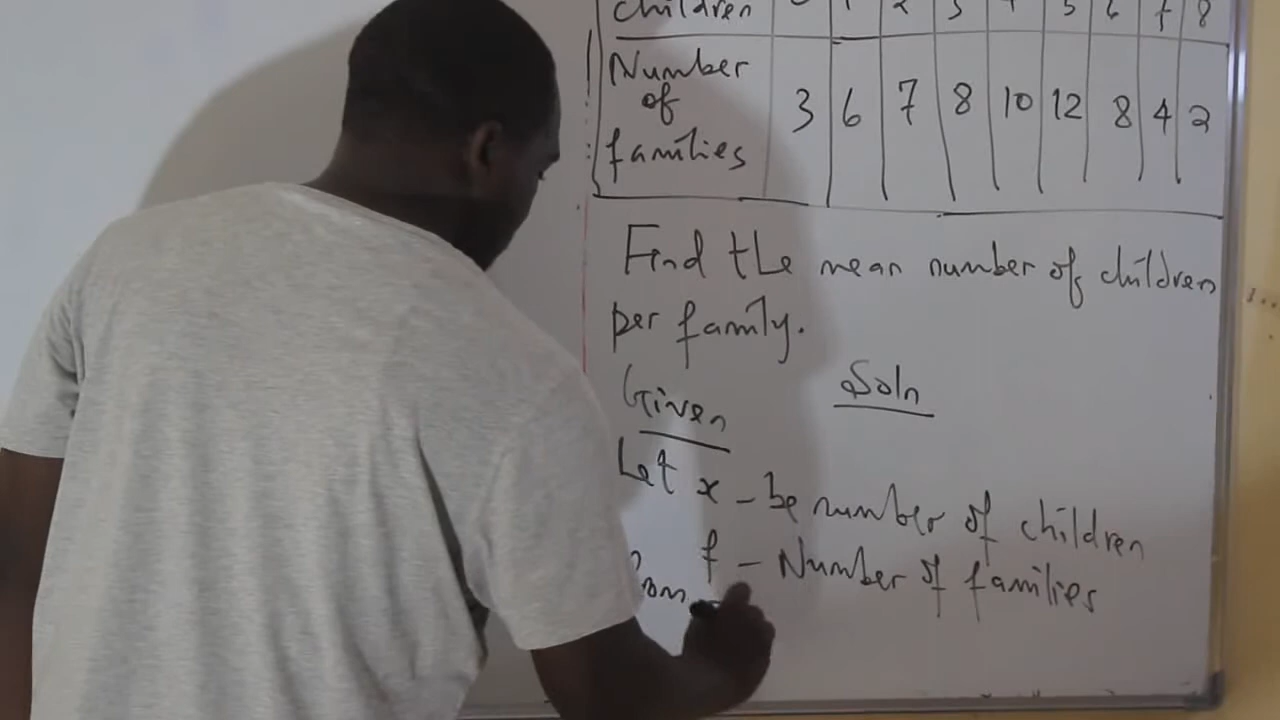 children 0 1 2 3 4 5 6 7 8
Number
of
families 3 6 7 8 10 12 8 4 2
Find the mean number of children
per family.
Soln
Given
Let x - be number of children
f - Number of families